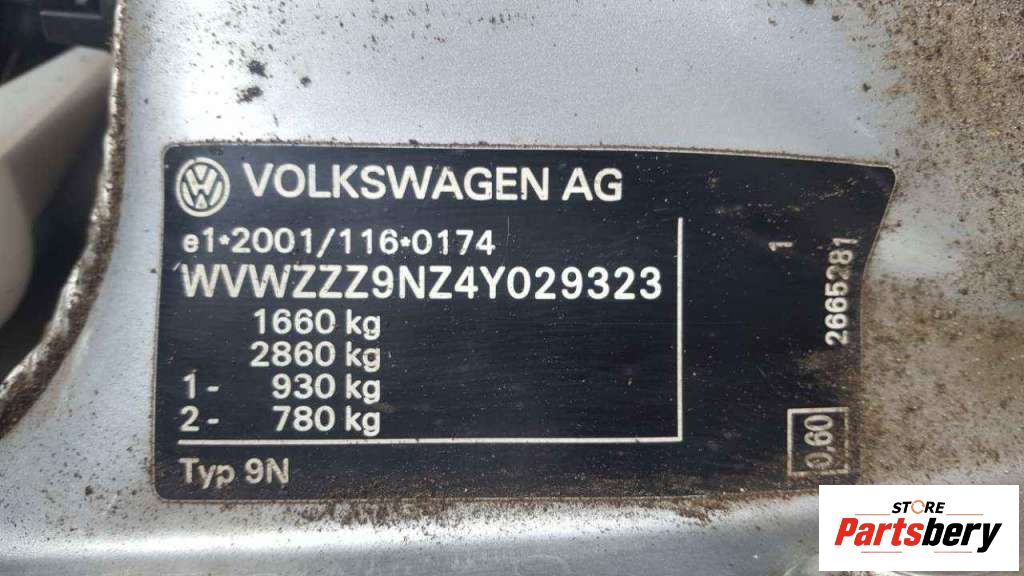 VOLKSWAGEN AG
e1*2001/116*0174
WVWZZZ9NZ4Y029323
1660 kg
2860 kg
1- 930 kg
2- 780 kg
Typ 9N
1
2665281
0,60
STORE
Partsbery